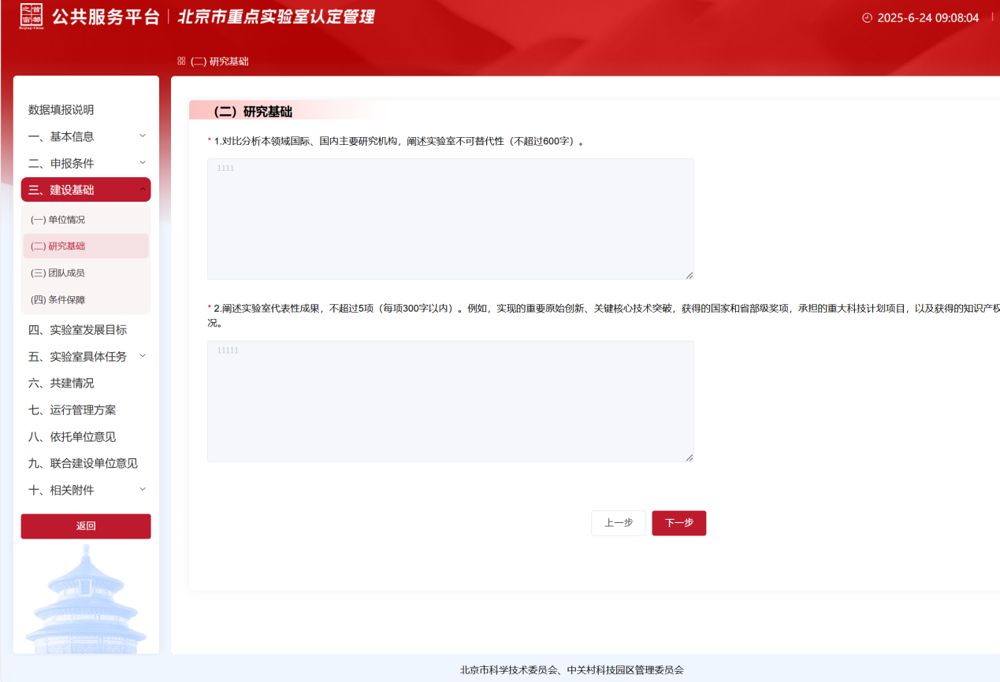 之首
窗都
Beijing-China
公共服务平台
北京市重点实验室认定管理
2025-6-24 09:08:04
(二) 研究基础
数据填报说明
一、基本信息
二、申报条件
三、建设基础
(一) 单位情况
(二) 研究基础
(三) 团队成员
(四) 条件保障
四、实验室发展目标
五、实验室具体任务
六、共建情况
七、运行管理方案
八、依托单位意见
九、联合建设单位意见
十、相关附件
返回
（二）研究基础
* 1.对比分析本领域国际、国内主要研究机构，阐述实验室不可替代性（不超过600字）。
1111
* 2.阐述实验室代表性成果，不超过5项（每项300字以内）。例如，实现的重要原始创新、关键核心技术突破，获得的国家和省部级奖项，承担的重大科技计划项目，以及获得的知识产权
况。
11111
上一步
下一步
北京市科学技术委员会、中关村科技园区管理委员会